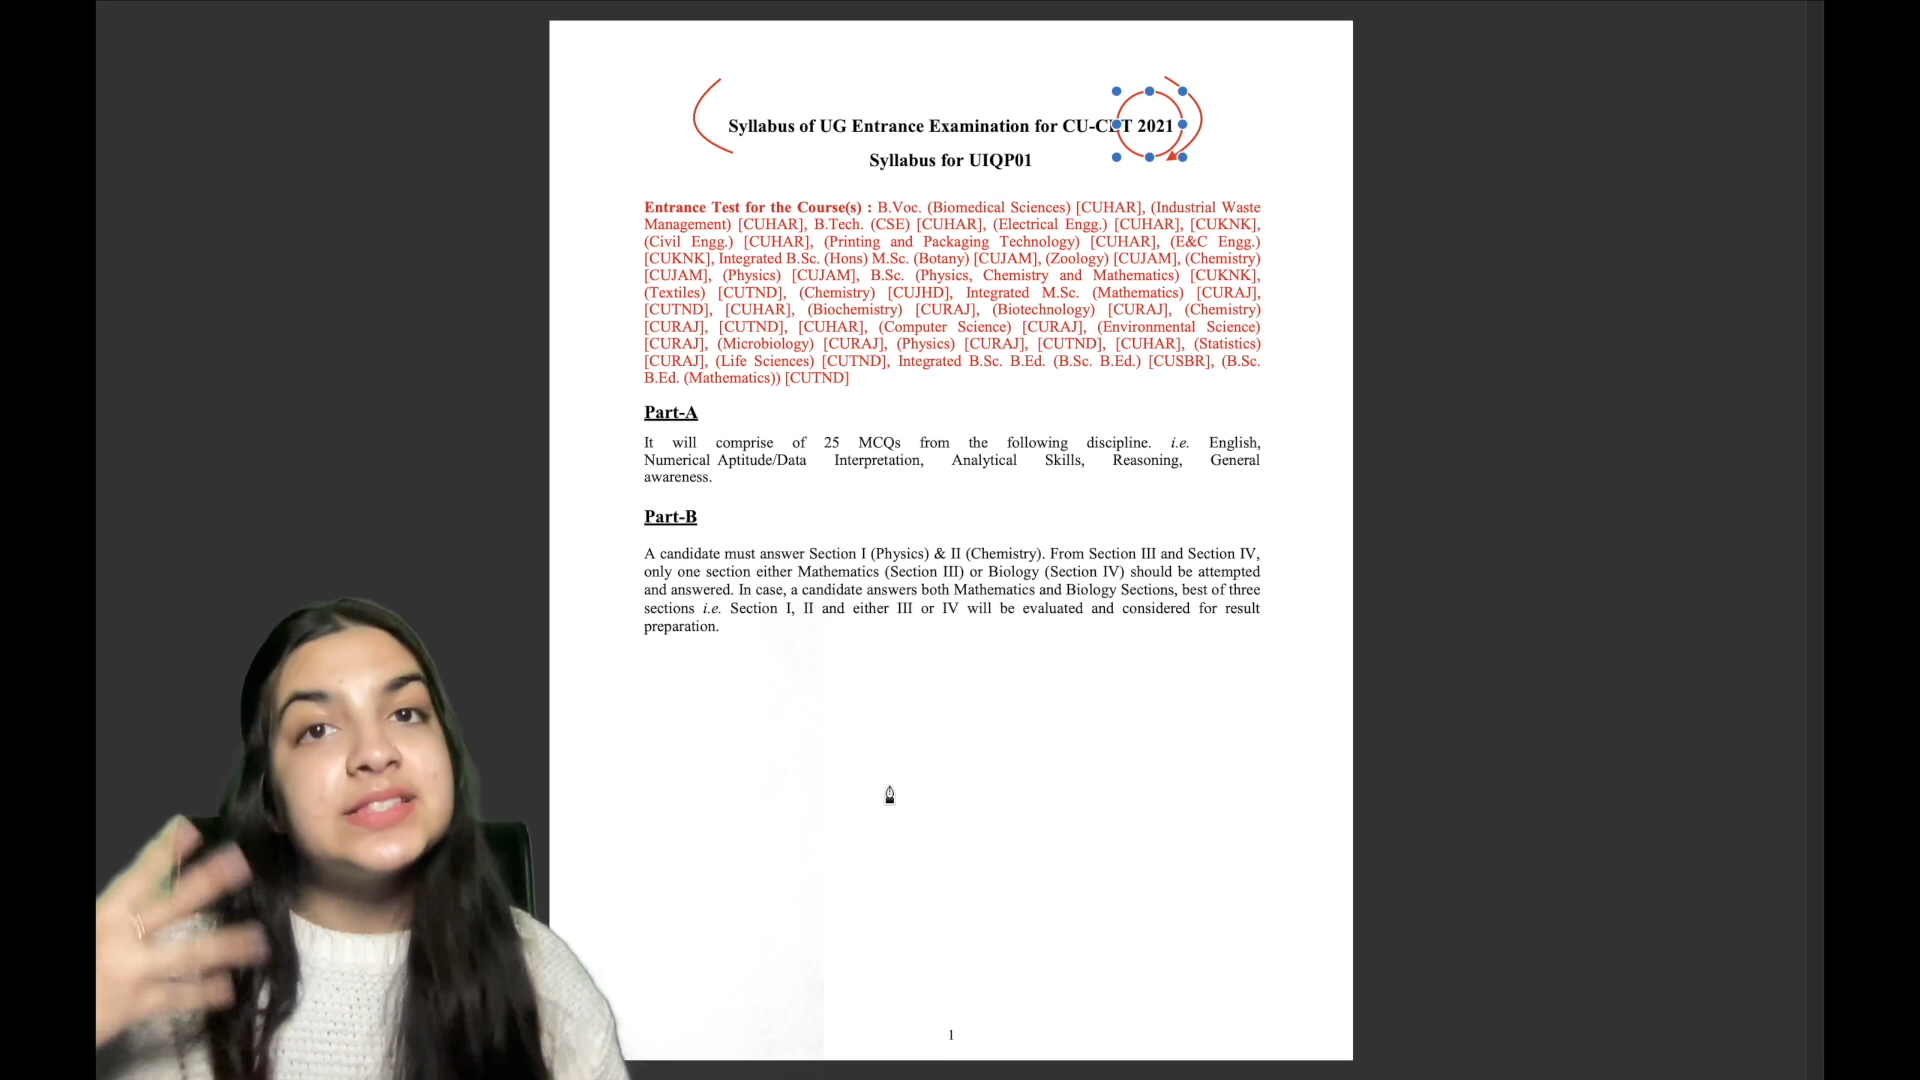 Syllabus of UG Entrance Examination for CU-CET 2021
Syllabus for UIQP01
Entrance Test for the Course(s) : B.Voc. (Biomedical Sciences) [CUHAR], (Industrial Waste
Management) [CUHAR], B.Tech. (CSE) [CUHAR], (Electrical Engg.) [CUHAR], [CUKNK],
(Civil Engg.) [CUHAR], (Printing and Packaging Technology) [CUHAR], (E&C Engg.)
[CUKNK], Integrated B.Sc. (Hons) M.Sc. (Botany) [CUJAM], (Zoology) [CUJAM], (Chemistry)
[CUJAM], (Physics) [CUJAM], B.Sc. (Physics, Chemistry and Mathematics) [CUKNK],
(Textiles) [CUTND], (Chemistry) [CUJHD], Integrated M.Sc. (Mathematics) [CURAJ],
[CUTND], [CUHAR], (Biochemistry) [CURAJ], (Biotechnology) [CURAJ], (Chemistry)
[CURAJ], [CUTND], [CUHAR], (Computer Science) [CURAJ], (Environmental Science)
[CURAJ], (Microbiology) [CURAJ], (Physics) [CURAJ], [CUTND], [CUHAR], (Statistics)
[CURAJ], (Life Sciences) [CUTND], Integrated B.Sc. B.Ed. (B.Sc. B.Ed.) [CUSBR], (B.Sc.
B.Ed. (Mathematics)) [CUTND]
Part-A
It will comprise of 25 MCQs from the following discipline. i.e. English,
Numerical Aptitude/Data Interpretation, Analytical Skills, Reasoning, General
awareness.
Part-B
A candidate must answer Section I (Physics) & II (Chemistry). From Section III and Section IV,
only one section either Mathematics (Section III) or Biology (Section IV) should be attempted
and answered. In case, a candidate answers both Mathematics and Biology Sections, best of three
sections i.e. Section I, II and either III or IV will be evaluated and considered for result
preparation.
1